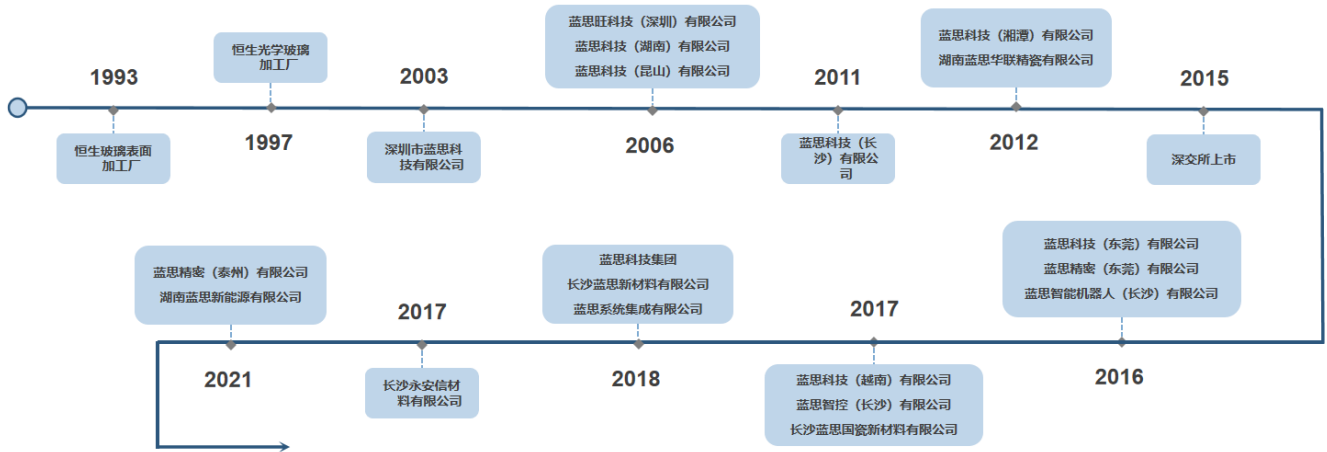 1993
恒生玻璃表面
加工厂
恒生光学玻璃
加工厂
1997
2003
深圳市蓝思科
技有限公司
蓝思旺科技（深圳）有限公司
蓝思科技（湖南）有限公司
蓝思科技（昆山）有限公司
2006
2011
蓝思科技（长
沙）有限公
司
蓝思科技（湘潭）有限公司
湖南蓝思华联精瓷有限公司
2012
2015
深交所上市
蓝思科技（东莞）有限公司
蓝思精密（东莞）有限公司
蓝思智能机器人（长沙）有限公司
2016
2017
蓝思科技（越南）有限公司
蓝思智控（长沙）有限公司
长沙蓝思国瓷新材料有限公司
蓝思科技集团
长沙蓝思新材料有限公司
蓝思系统集成有限公司
2018
2017
长沙永安信材
料有限公司
蓝思精密（泰州）有限公司
湖南蓝思新能源有限公司
2021